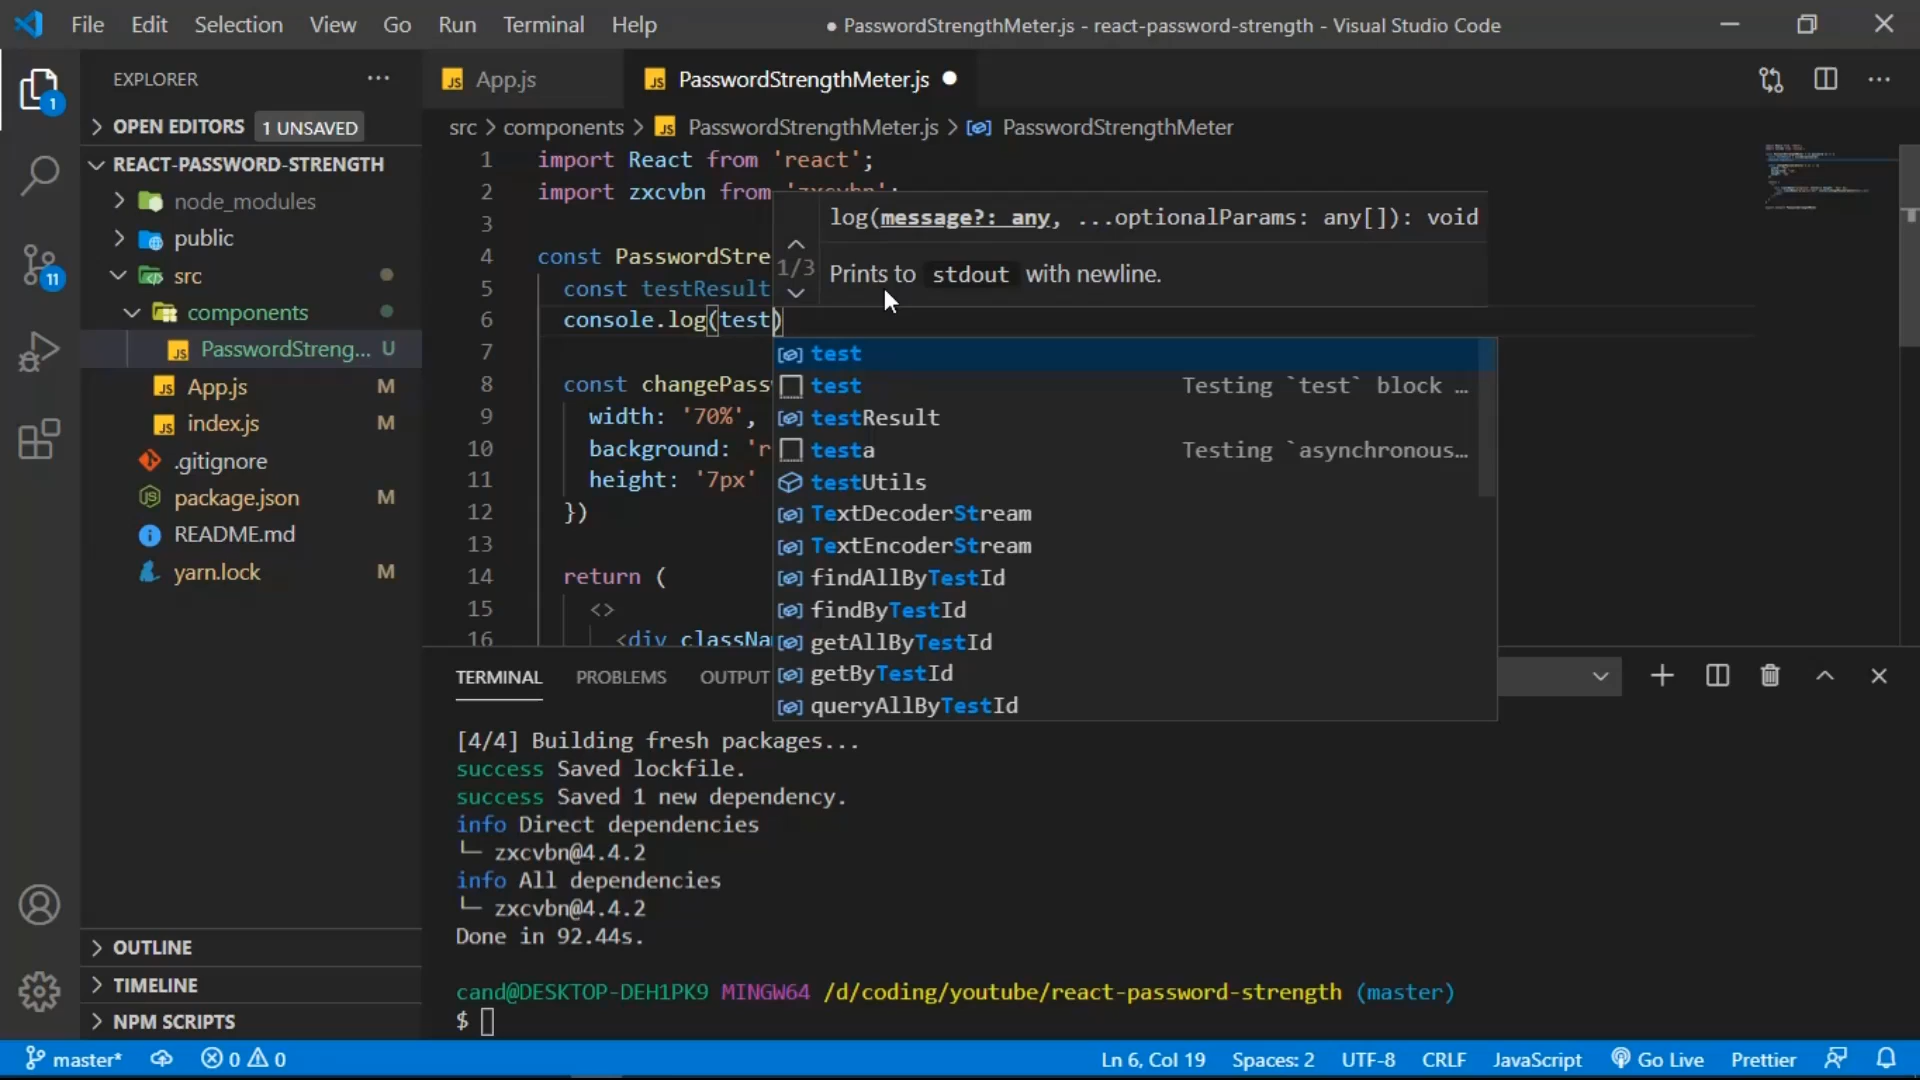 File Edit Selection View Go Run Terminal Help
● PasswordStrengthMeter.js - react-password-strength - Visual Studio Code
EXPLORER
1
OPEN EDITORS 1 UNSAVED
REACT-PASSWORD-STRENGTH
node_modules
public
src
components
PasswordStreng... U
App.js M
index.js M
.gitignore
package.json M
README.md
yarn.lock M
11
OUTLINE
TIMELINE
NPM SCRIPTS
JS App.js
JS PasswordStrengthMeter.js ●
src > components > JS PasswordStrengthMeter.js > PasswordStrengthMeter
1 import React from 'react';
2 import zxcvbn from 'zxcvbn';
3
4 const PasswordStre
5 const testResult
6 console.log(test)
7
8 const changePass
9 width: '70%',
10 background: 'r
11 height: '7px'
12 })
13
14 return (
15 <>
16 <div classNa
log(message?: any, ...optionalParams: any[]): void
1/3
Prints to stdout with newline.
test
test Testing `test` block …
testResult
testa Testing `asynchronous…
testUtils
TextDecoderStream
TextEncoderStream
findAllByTestId
findByTestId
getAllByTestId
getByTestId
queryAllByTestId
TERMINAL PROBLEMS OUTPUT
[4/4] Building fresh packages...
success Saved lockfile.
success Saved 1 new dependency.
info Direct dependencies
└─ zxcvbn@4.4.2
info All dependencies
└─ zxcvbn@4.4.2
Done in 92.44s.
cand@DESKTOP-DEH1PK9 MINGW64 /d/coding/youtube/react-password-strength (master)
$
master* 0 0 Ln 6, Col 19 Spaces: 2 UTF-8 CRLF JavaScript Go Live Prettier